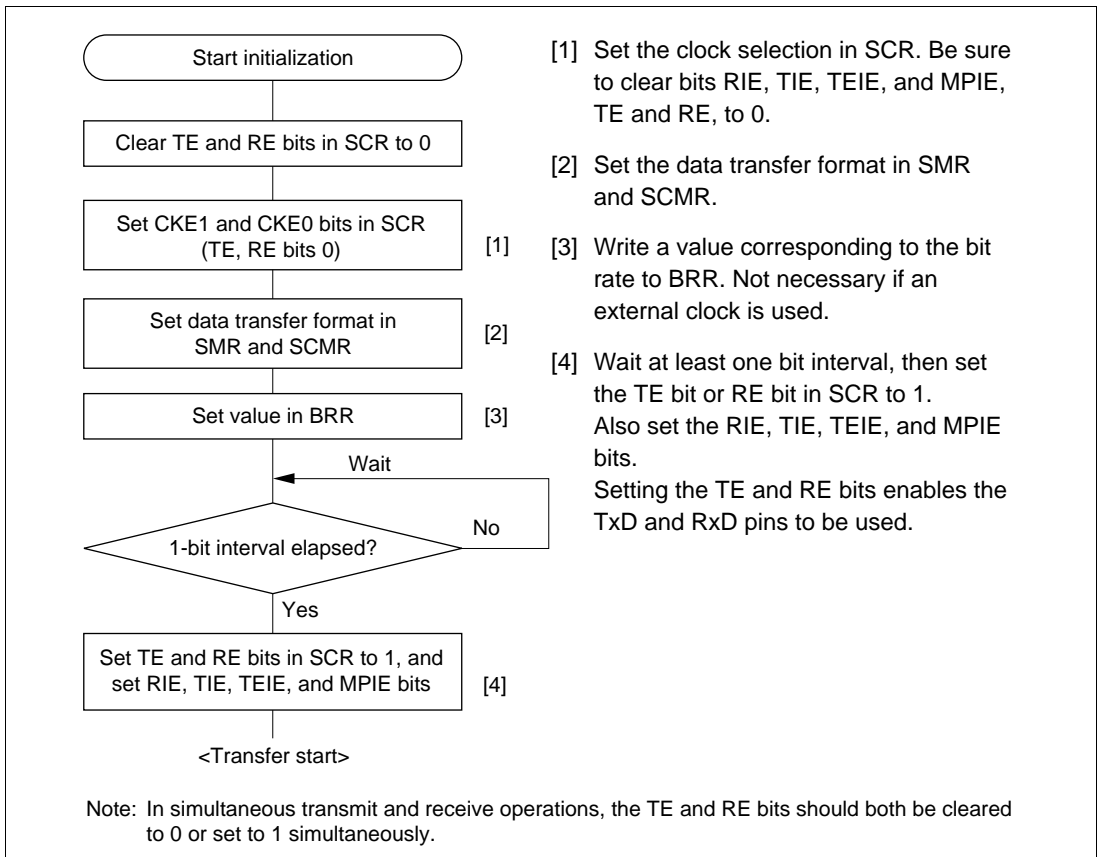 Start initialization
Clear TE and RE bits in SCR to 0
Set CKE1 and CKE0 bits in SCR
(TE, RE bits 0)
[1]
Set data transfer format in
SMR and SCMR
[2]
Set value in BRR
[3]
Wait
No
1-bit interval elapsed?
Yes
Set TE and RE bits in SCR to 1, and
set RIE, TIE, TEIE, and MPIE bits
[4]
<Transfer start>
[1] Set the clock selection in SCR. Be sure
to clear bits RIE, TIE, TEIE, and MPIE,
TE and RE, to 0.
[2] Set the data transfer format in SMR
and SCMR.
[3] Write a value corresponding to the bit
rate to BRR. Not necessary if an
external clock is used.
[4] Wait at least one bit interval, then set
the TE bit or RE bit in SCR to 1.
Also set the RIE, TIE, TEIE, and MPIE
bits.
Setting the TE and RE bits enables the
TxD and RxD pins to be used.
Note: In simultaneous transmit and receive operations, the TE and RE bits should both be cleared
to 0 or set to 1 simultaneously.